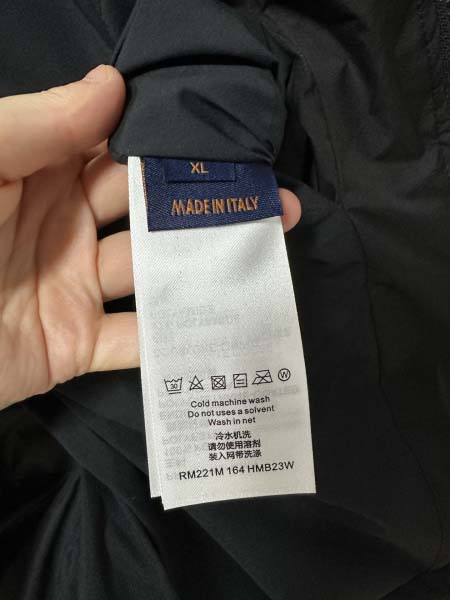 XL
MADE IN ITALY
30 W
Cold machine wash
Do not uses a solvent
Wash in net
冷水机洗
请勿使用溶剂
装入网带洗涤
RM221M 164 HMB23W